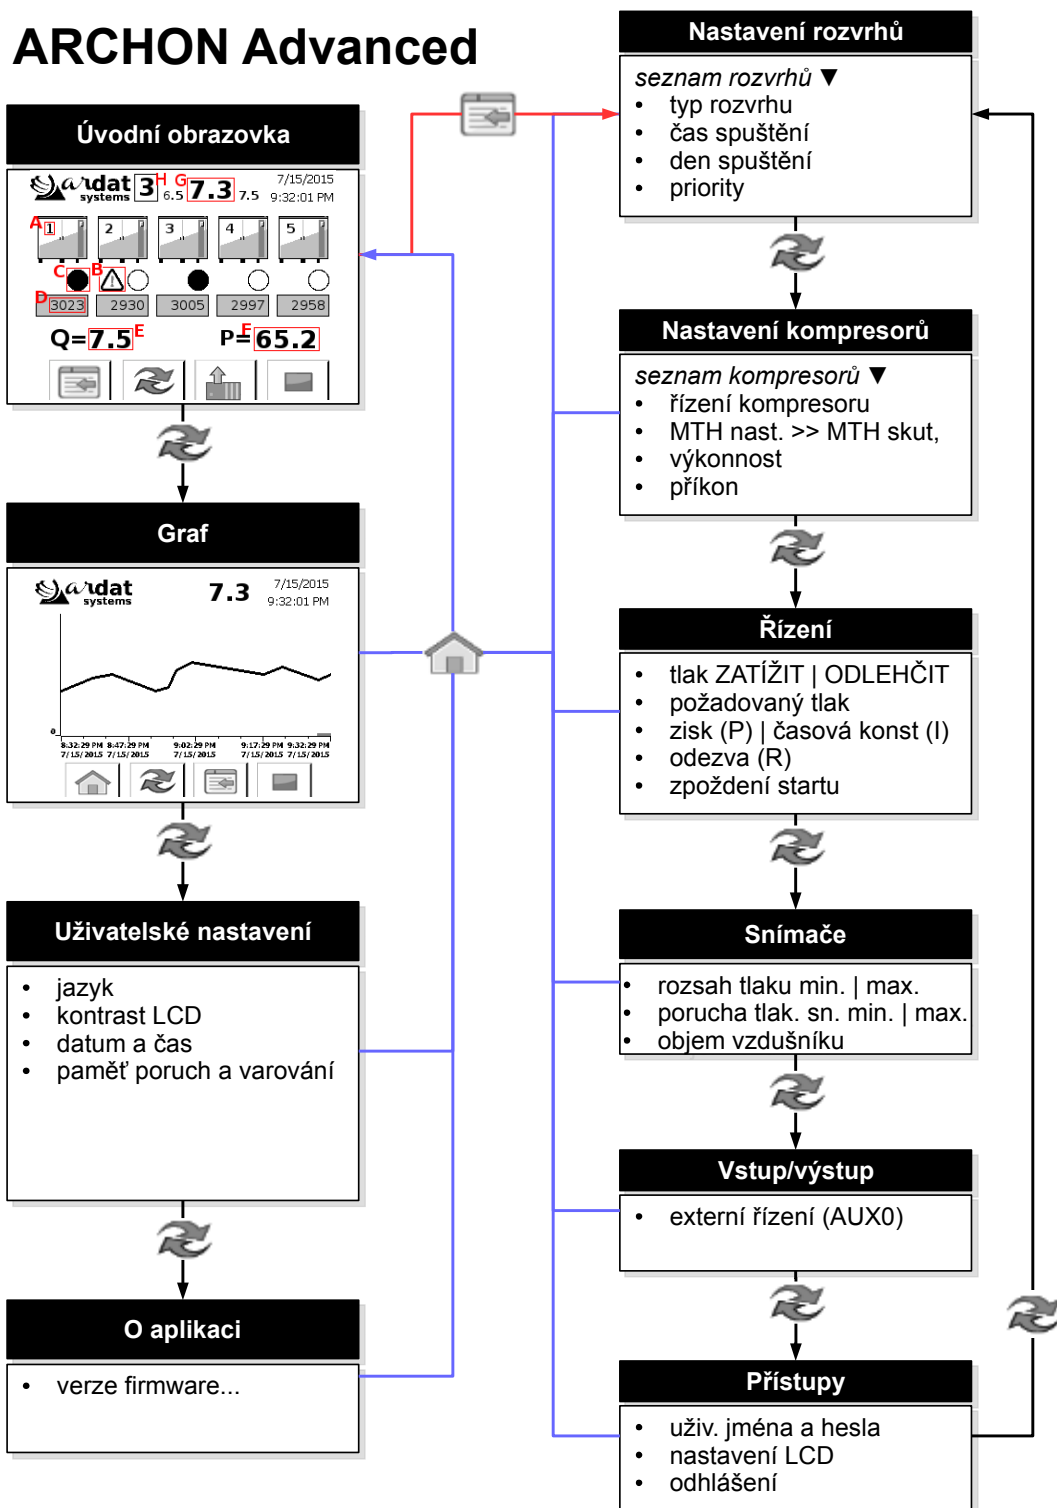 ARCHON Advanced
Úvodní obrazovka
ardat
systems
3 H 6.5 G 7.3 7.5
7/15/2015
9:32:01 PM
A 1 2 3 4 5
C B
D 3023 2930 3005 2997 2958
Q= 7.5 E P= F 65.2
Graf
ardat
systems
7.3
7/15/2015
9:32:01 PM
0
8:32:29 PM 8:47:29 PM 9:02:29 PM 9:17:29 PM 9:32:29 PM
7/15/2015 7/15/2015 7/15/2015 7/15/2015 7/15/2015
Uživatelské nastavení
• jazyk
• kontrast LCD
• datum a čas
• paměť poruch a varování
O aplikaci
• verze firmware...
Nastavení rozvrhů
seznam rozvrhů ▼
• typ rozvrhu
• čas spuštění
• den spuštění
• priority
Nastavení kompresorů
seznam kompresorů ▼
• řízení kompresoru
• MTH nast. >> MTH skut,
• výkonnost
• příkon
Řízení
• tlak ZATÍŽIT | ODLEHČIT
• požadovaný tlak
• zisk (P) | časová konst (I)
• odezva (R)
• zpoždení startu
Snímače
• rozsah tlaku min. | max.
• porucha tlak. sn. min. | max.
• objem vzdušníku
Vstup/výstup
• externí řízení (AUX0)
Přístupy
• uživ. jména a hesla
• nastavení LCD
• odhlášení